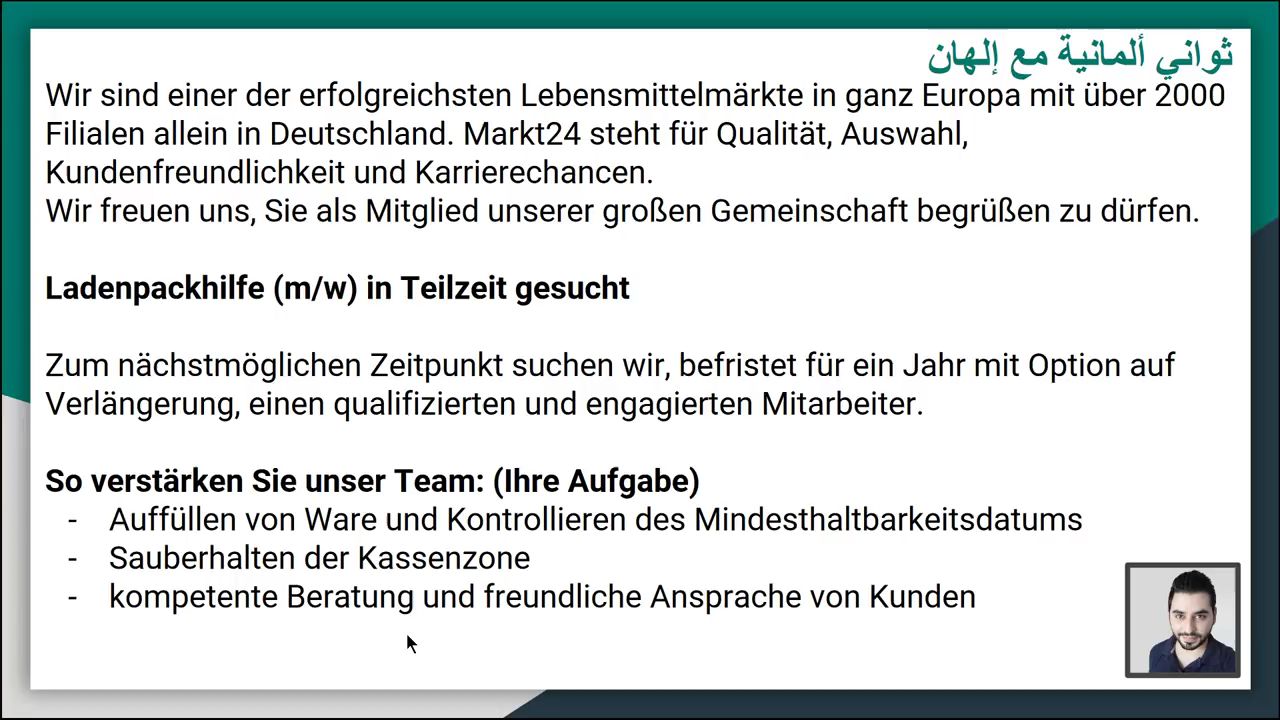 ثواني ألمانية مع إلهان
Wir sind einer der erfolgreichsten Lebensmittelmärkte in ganz Europa mit über 2000
Filialen allein in Deutschland. Markt24 steht für Qualität, Auswahl,
Kundenfreundlichkeit und Karrierechancen.
Wir freuen uns, Sie als Mitglied unserer großen Gemeinschaft begrüßen zu dürfen.
Ladenpackhilfe (m/w) in Teilzeit gesucht
Zum nächstmöglichen Zeitpunkt suchen wir, befristet für ein Jahr mit Option auf
Verlängerung, einen qualifizierten und engagierten Mitarbeiter.
So verstärken Sie unser Team: (Ihre Aufgabe)
- Auffüllen von Ware und Kontrollieren des Mindesthaltbarkeitsdatums
- Sauberhalten der Kassenzone
- kompetente Beratung und freundliche Ansprache von Kunden